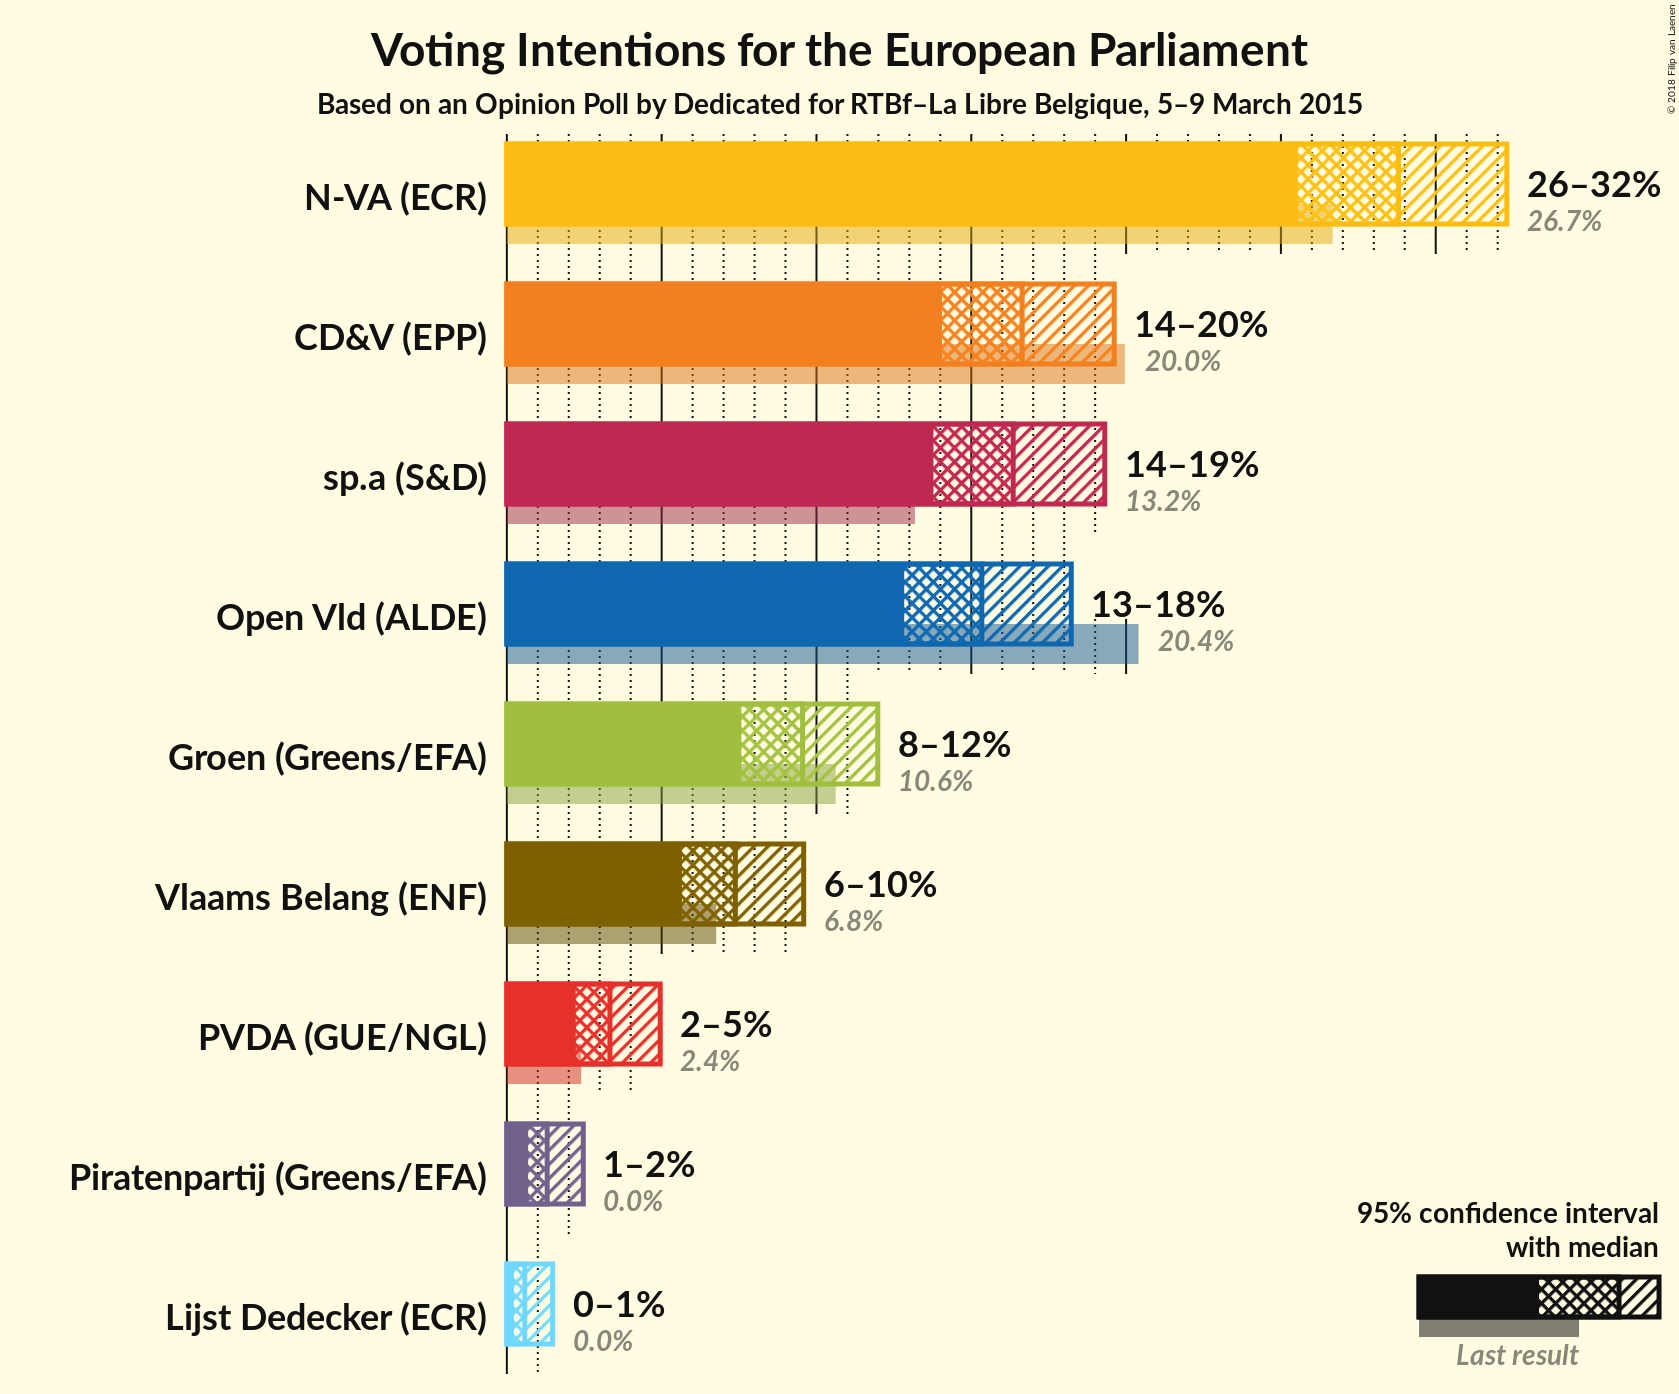 Voting Intentions for the European Parliament
Based on an Opinion Poll by Dedicated for RTBf–La Libre Belgique, 5–9 March 2015
© 2018 Filip van Laenen
N-VA (ECR)
26–32%
26.7%
CD&V (EPP)
14–20%
20.0%
sp.a (S&D)
14–19%
13.2%
Open Vld (ALDE)
13–18%
20.4%
Groen (Greens/EFA)
8–12%
10.6%
Vlaams Belang (ENF)
6–10%
6.8%
PVDA (GUE/NGL)
2–5%
2.4%
Piratenpartij (Greens/EFA)
1–2%
0.0%
Lijst Dedecker (ECR)
0–1%
0.0%
95% confidence interval
with median
Last result